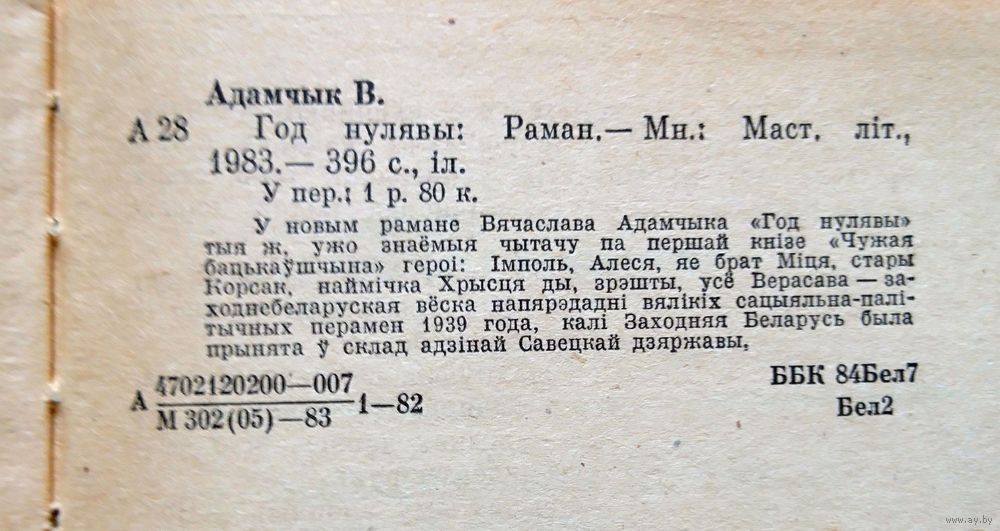 Адамчык В.
А 28 Год нулявы: Раман.— Мн.: Маст. літ.,
1983.— 396 с., іл.
У пер.: 1 р. 80 к.
У новым рамане Вячаслава Адамчыка «Год нулявы»
тыя ж, ужо знаёмыя чытачу па першай кнізе «Чужая
бацькаўшчына» героі: Імполь, Алеся, яе брат Міця, стары
Корсак, наймічка Хрысця ды, зрэшты, усё Верасава — за-
ходнебеларуская вёска напярэдадні вялікіх сацыяльна-палі-
тычных перамен 1939 года, калі Заходняя Беларусь была
прынята ў склад адзінай Савецкай дзяржавы.
А 4702120200—007
М 302(05)—83 1—82
ББК 84Бел7
Бел2
www.ay.by